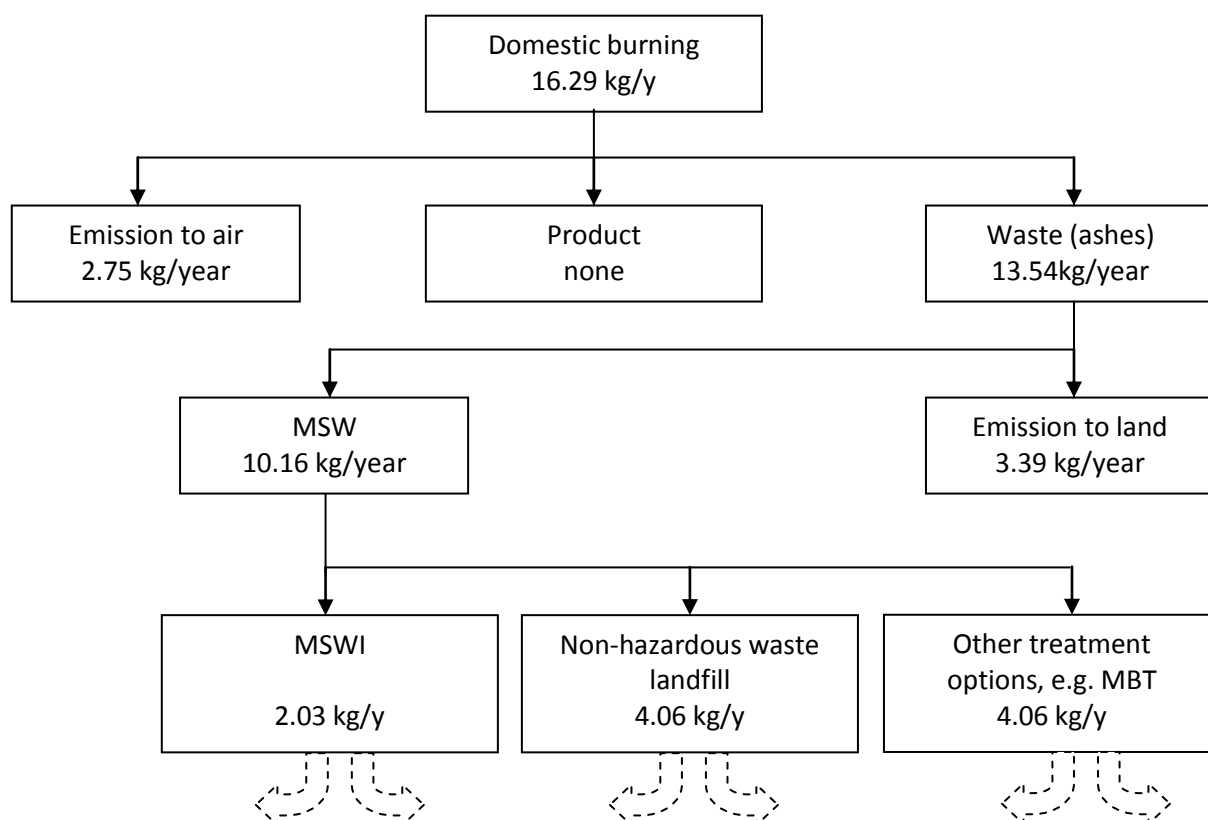 Domestic burning
16.29 kg/y
Emission to air
2.75 kg/year
Product
none
Waste (ashes)
13.54kg/year
MSW
10.16 kg/year
Emission to land
3.39 kg/year
MSWI
2.03 kg/y
Non-hazardous waste
landfill
4.06 kg/y
Other treatment
options, e.g. MBT
4.06 kg/y